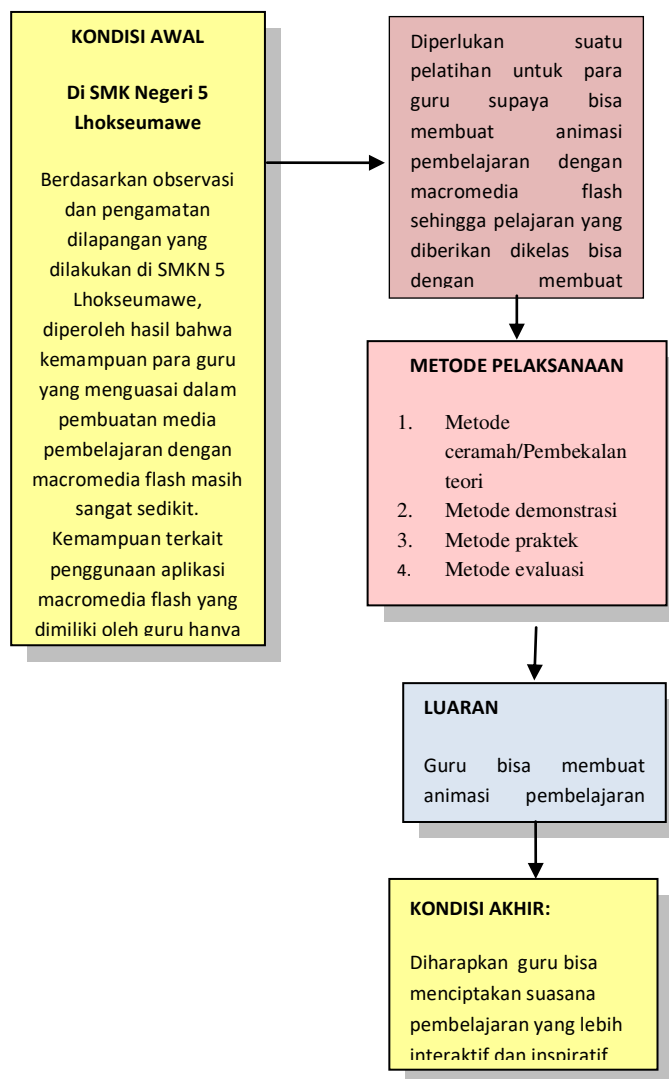 KONDISI AWAL
Di SMK Negeri 5
Lhokseumawe
Berdasarkan observasi
dan pengamatan
dilapangan yang
dilakukan di SMKN 5
Lhokseumawe,
diperoleh hasil bahwa
kemampuan para guru
yang menguasai dalam
pembuatan media
pembelajaran dengan
macromedia flash masih
sangat sedikit.
Kemampuan terkait
penggunaan aplikasi
macromedia flash yang
dimiliki oleh guru hanya
Diperlukan suatu
pelatihan untuk para
guru supaya bisa
membuat animasi
pembelajaran dengan
macromedia flash
sehingga pelajaran yang
diberikan dikelas bisa
dengan membuat
METODE PELAKSANAAN
1. Metode
ceramah/Pembekalan
teori
2. Metode demonstrasi
3. Metode praktek
4. Metode evaluasi
LUARAN
Guru bisa membuat
animasi pembelajaran
KONDISI AKHIR:
Diharapkan guru bisa
menciptakan suasana
pembelajaran yang lebih
interaktif dan inspiratif